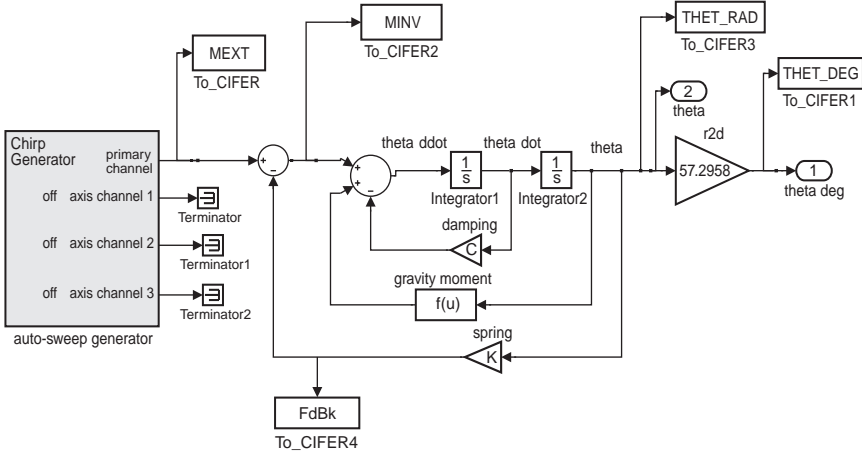 MEXT
To_CIFER
MINV
To_CIFER2
THET_RAD
To_CIFER3
THET_DEG
To_CIFER1
2
theta
Chirp
Generator
primary
channel
off axis channel 1
off axis channel 2
off axis channel 3
auto-sweep generator
Terminator
Terminator1
Terminator2
+
−
+
+
−
theta ddot
1
s
Integrator1
theta dot
1
s
Integrator2
theta
r2d
57.2958
1
theta deg
damping
C
gravity moment
f(u)
spring
K
FdBk
To_CIFER4